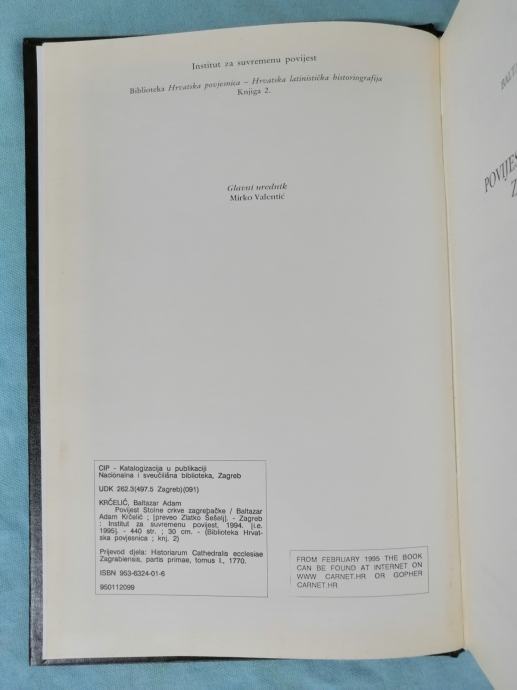 Institut za suvremenu povijest
Biblioteka Hrvatska povjesnica – Hrvatska latinistička historiografija
Knjiga 2.
Glavni urednik
Mirko Valentić
CIP - Katalogizacija u publikaciji
Nacionalna i sveučilišna biblioteka, Zagreb
UDK 262.3(497.5 Zagreb)(091)
KRČELIĆ, Baltazar Adam
Povijest Stolne crkve zagrebačke / Baltazar
Adam Krčelić ; [preveo Zlatko Šešelj]. - Zagreb
: Institut za suvremenu povijest, 1994. [i.e.
1995]. - 440 str. ; 30 cm. - (Biblioteka Hrvat-
ska povjesnica ; knj. 2)
Prijevod djela: Historiarum Cathedralis ecclesiae
Zagrabiensis, partis primae, tomus I., 1770.
ISBN 953-6324-01-6
950112099
FROM FEBRUARY 1995 THE BOOK
CAN BE FOUND AT INTERNET ON
WWW CARNET.HR OR GOPHER
CARNET.HR